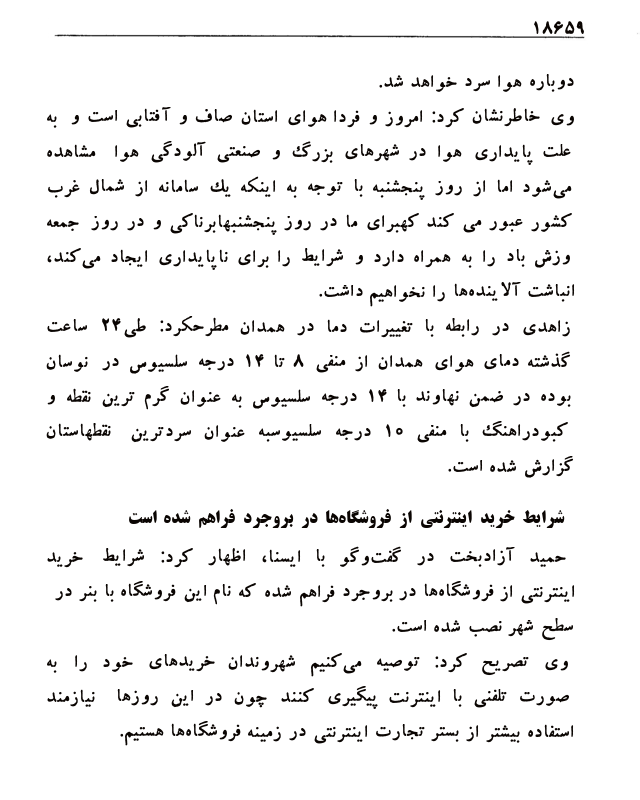 ۱۸۶۵۹
دوباره هوا سرد خواهد شد.
وی خاطرنشان کرد: امروز و فردا هوای استان صاف و آفتابی است و به
علت پایداری هوا در شهرهای بزرگ و صنعتی آلودگی هوا مشاهده
می‌شود اما از روز پنجشنبه با توجه به اینکه یك سامانه از شمال غرب
کشور عبور می کند کهبرای ما در روز پنجشنبهابرناکی و در روز جمعه
وزش باد را به همراه دارد و شرایط را برای ناپایداری ایجاد می‌کند،
انباشت آلاینده‌ها را نخواهیم داشت.
زاهدی در رابطه با تغییرات دما در همدان مطرحکرد: طی۲۴ ساعت
گذشته دمای هوای همدان از منفی ۸ تا ۱۴ درجه سلسیوس در نوسان
بوده در ضمن نهاوند با ۱۴ درجه سلسیوس به عنوان گرم ترین نقطه و
کبودراهنگ با منفی ۱۰ درجه سلسیوسبه عنوان سردترین نقطهاستان
گزارش شده است.
شرایط خرید اینترنتی از فروشگاه‌ها در بروجرد فراهم شده است
حمید آزادبخت در گفت‌وگو با ایسنا، اظهار کرد: شرایط خرید
اینترنتی از فروشگاه‌ها در بروجرد فراهم شده که نام این فروشگاه با بنر در
سطح شهر نصب شده است.
وی تصریح کرد: توصیه می‌کنیم شهروندان خریدهای خود را به
صورت تلفنی با اینترنت پیگیری کنند چون در این روزها نیازمند
استفاده بیشتر از بستر تجارت اینترنتی در زمینه فروشگاه‌ها هستیم.